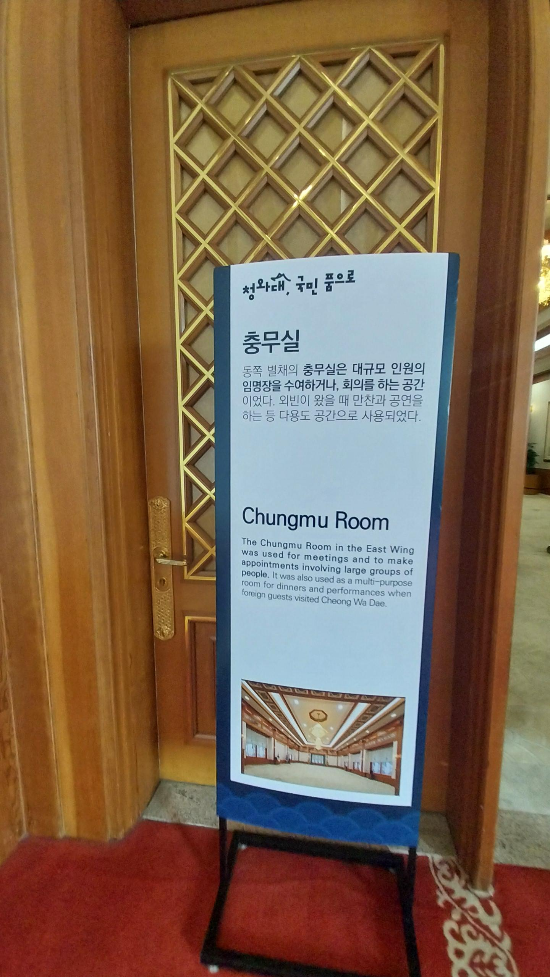 청와대, 국민 품으로
충무실
동쪽 별채의 충무실은 대규모 인원의
임명장을 수여하거나, 회의를 하는 공간
이었다. 외빈이 왔을 때 만찬과 공연을
하는 등 다용도 공간으로 사용되었다.
Chungmu Room
The Chungmu Room in the East Wing
was used for meetings and to make
appointments involving large groups of
people. It was also used as a multi-purpose
room for dinners and performances when
foreign guests visited Cheong Wa Dae.